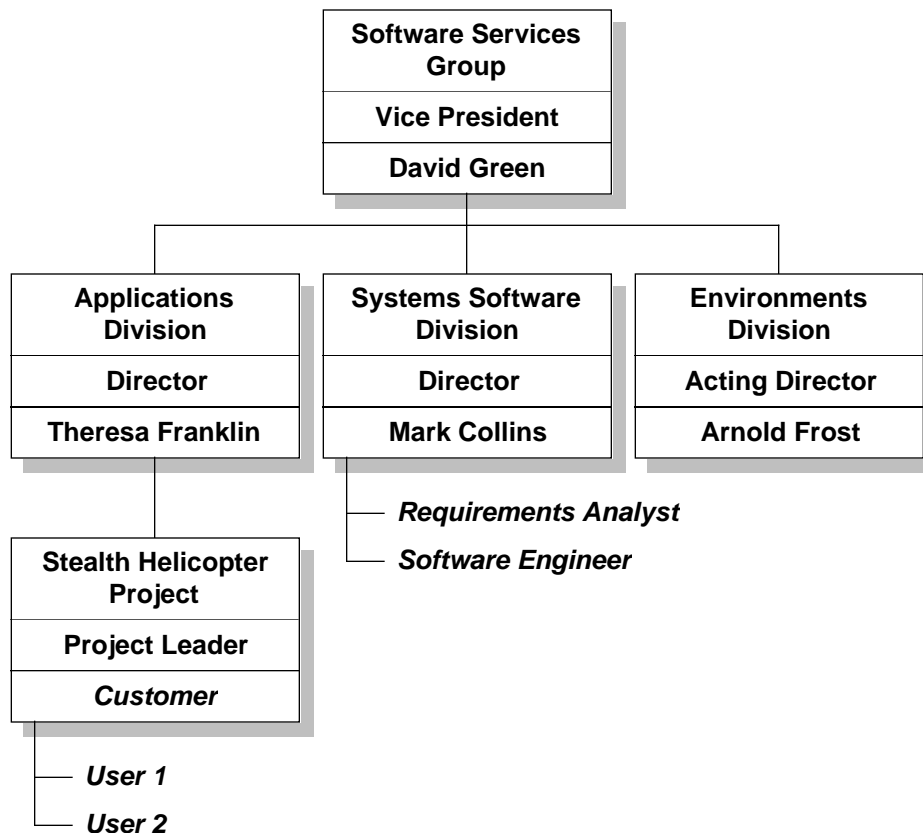 Software Services
Group
Vice President
David Green
Applications
Division
Director
Theresa Franklin
Systems Software
Division
Director
Mark Collins
Environments
Division
Acting Director
Arnold Frost
Requirements Analyst
Software Engineer
Stealth Helicopter
Project
Project Leader
Customer
User 1
User 2